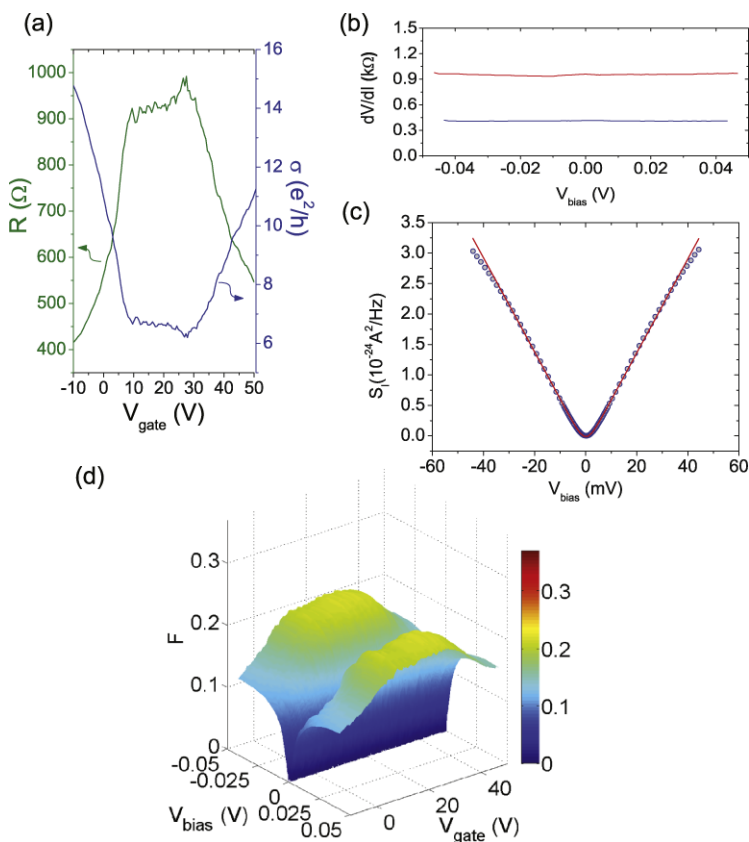 (a)
1000
900
800
700
600
500
400
R (Ω)
16
14
12
10
8
6
σ (e²/h)
-10 0 10 20 30 40 50
V_gate (V)
(b)
1.5
1.2
0.9
0.6
0.3
0.0
dV/dI (kΩ)
-0.04 -0.02 0.00 0.02 0.04
V_bias (V)
(c)
3.5
3.0
2.5
2.0
1.5
1.0
0.5
0.0
S_I(10⁻²⁴A²/Hz)
-60 -40 -20 0 20 40 60
V_bias (mV)
(d)
0.3
0.2
0.1
0
F
-0.05
-0.025
0
0.025
0.05
V_bias (V)
0
20
40
V_gate (V)
0.3
0.2
0.1
0